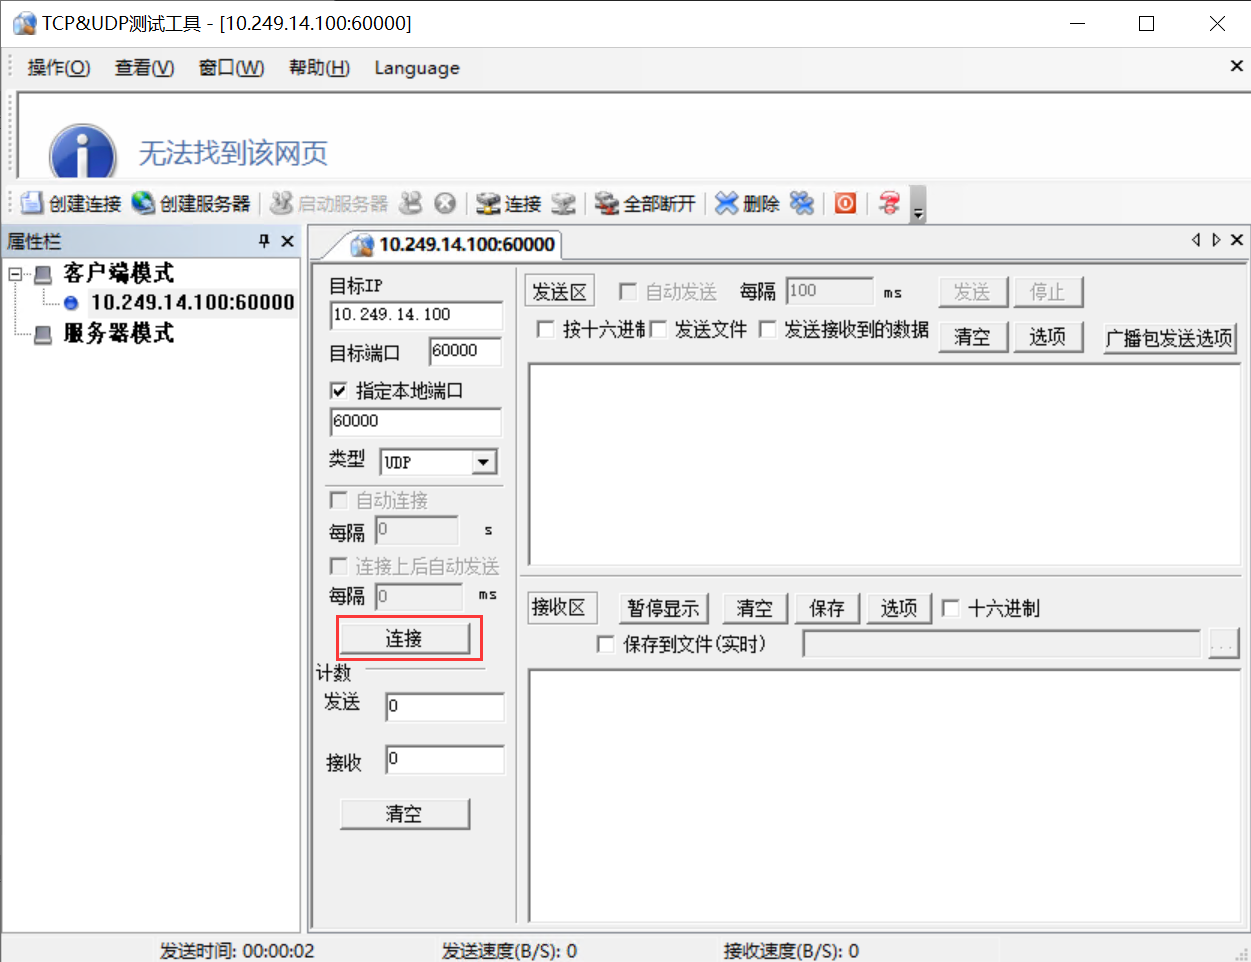 TCP&UDP测试工具 - [10.249.14.100:60000]
操作(O) 查看(V) 窗口(W) 帮助(H) Language
无法找到该网页
创建连接 创建服务器 启动服务器 连接 全部断开 删除
属性栏
客户端模式
10.249.14.100:60000
服务器模式
10.249.14.100:60000
目标IP
10.249.14.100
目标端口 60000
指定本地端口
60000
类型 UDP
自动连接
每隔 0 s
连接上后自动发送
每隔 0 ms
连接
计数
发送 0
接收 0
清空
发送区 自动发送 每隔 100 ms 发送 停止
按十六进制 发送文件 发送接收到的数据 清空 选项 广播包发送选项
接收区 暂停显示 清空 保存 选项 十六进制
保存到文件(实时) ...
发送时间: 00:00:02 发送速度(B/S): 0 接收速度(B/S): 0